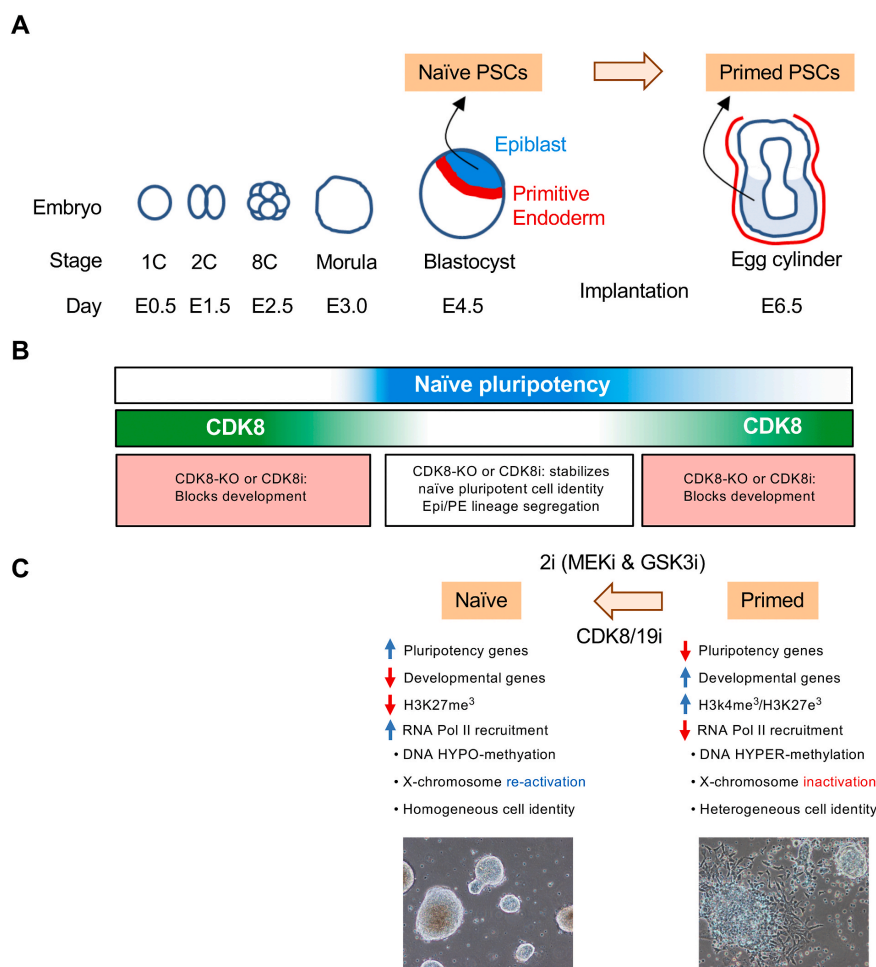 A
Naïve PSCs
Primed PSCs
Epiblast
Primitive
Endoderm
Embryo
Stage 1C 2C 8C Morula Blastocyst Egg cylinder
Implantation
Day E0.5 E1.5 E2.5 E3.0 E4.5 E6.5
B
Naïve pluripotency
CDK8 CDK8
CDK8-KO or CDK8i:
Blocks development
CDK8-KO or CDK8i: stabilizes
naïve pluripotent cell identity
Epi/PE lineage segregation
CDK8-KO or CDK8i:
Blocks development
C
2i (MEKi & GSK3i)
Naïve
Primed
CDK8/19i
Pluripotency genes
Developmental genes
H3K27me³
RNA Pol II recruitment
• DNA HYPO-methyation
• X-chromosome re-activation
• Homogeneous cell identity
Pluripotency genes
Developmental genes
H3k4me³/H3K27e³
RNA Pol II recruitment
• DNA HYPER-methylation
• X-chromosome inactivation
• Heterogeneous cell identity